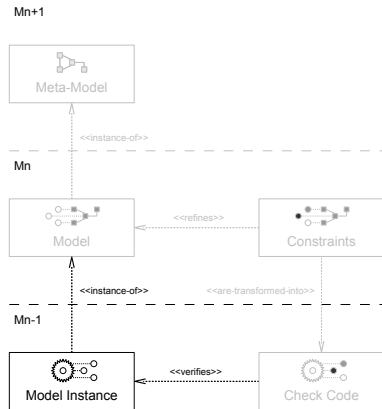 Mn+1
Meta-Model
<<instance-of>>
Mn
<<refines>>
Model
Constraints
<<instance-of>>
<<are-transformed-into>>
Mn-1
<<verifies>>
Model Instance
Check Code